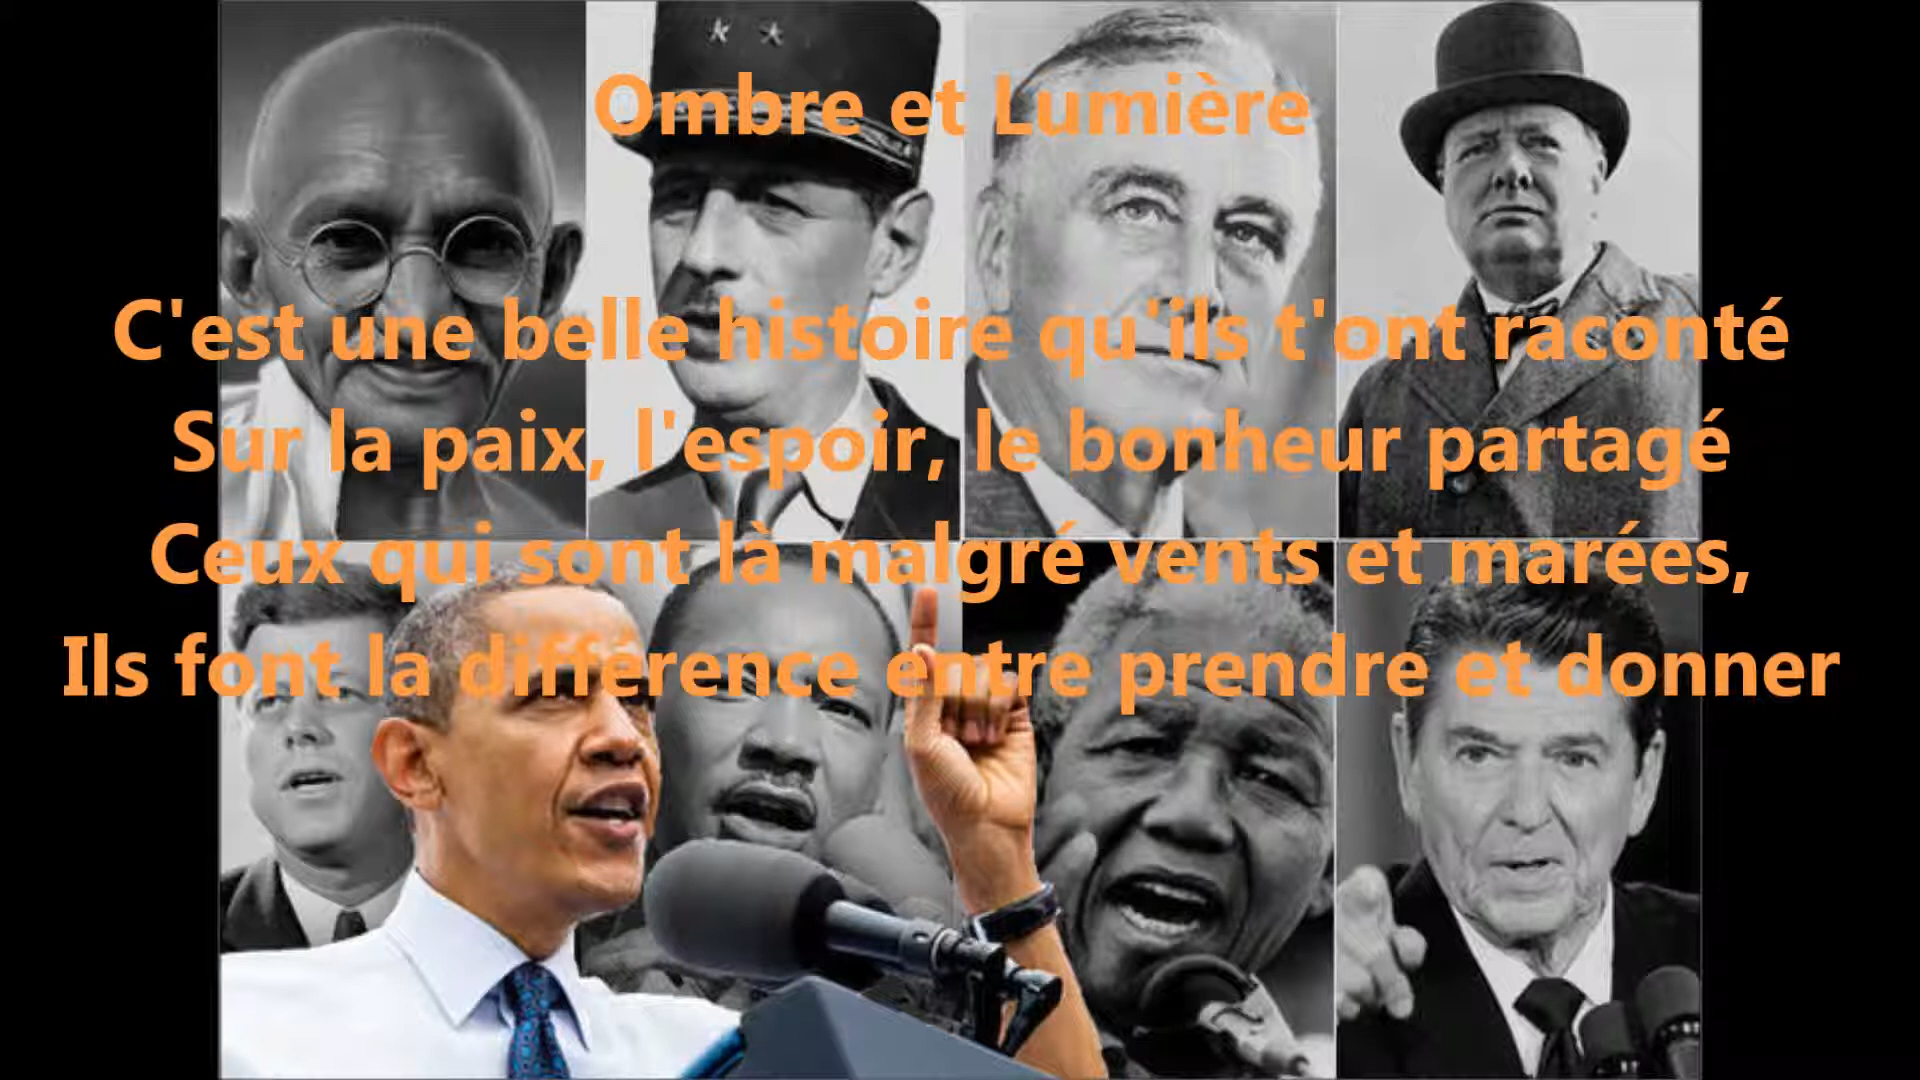 Ombre et Lumière
C'est une belle histoire qu'ils t'ont raconté
Sur la paix, l'espoir, le bonheur partagé
Ceux qui sont là malgré vents et marées,
Ils font la différence entre prendre et donner